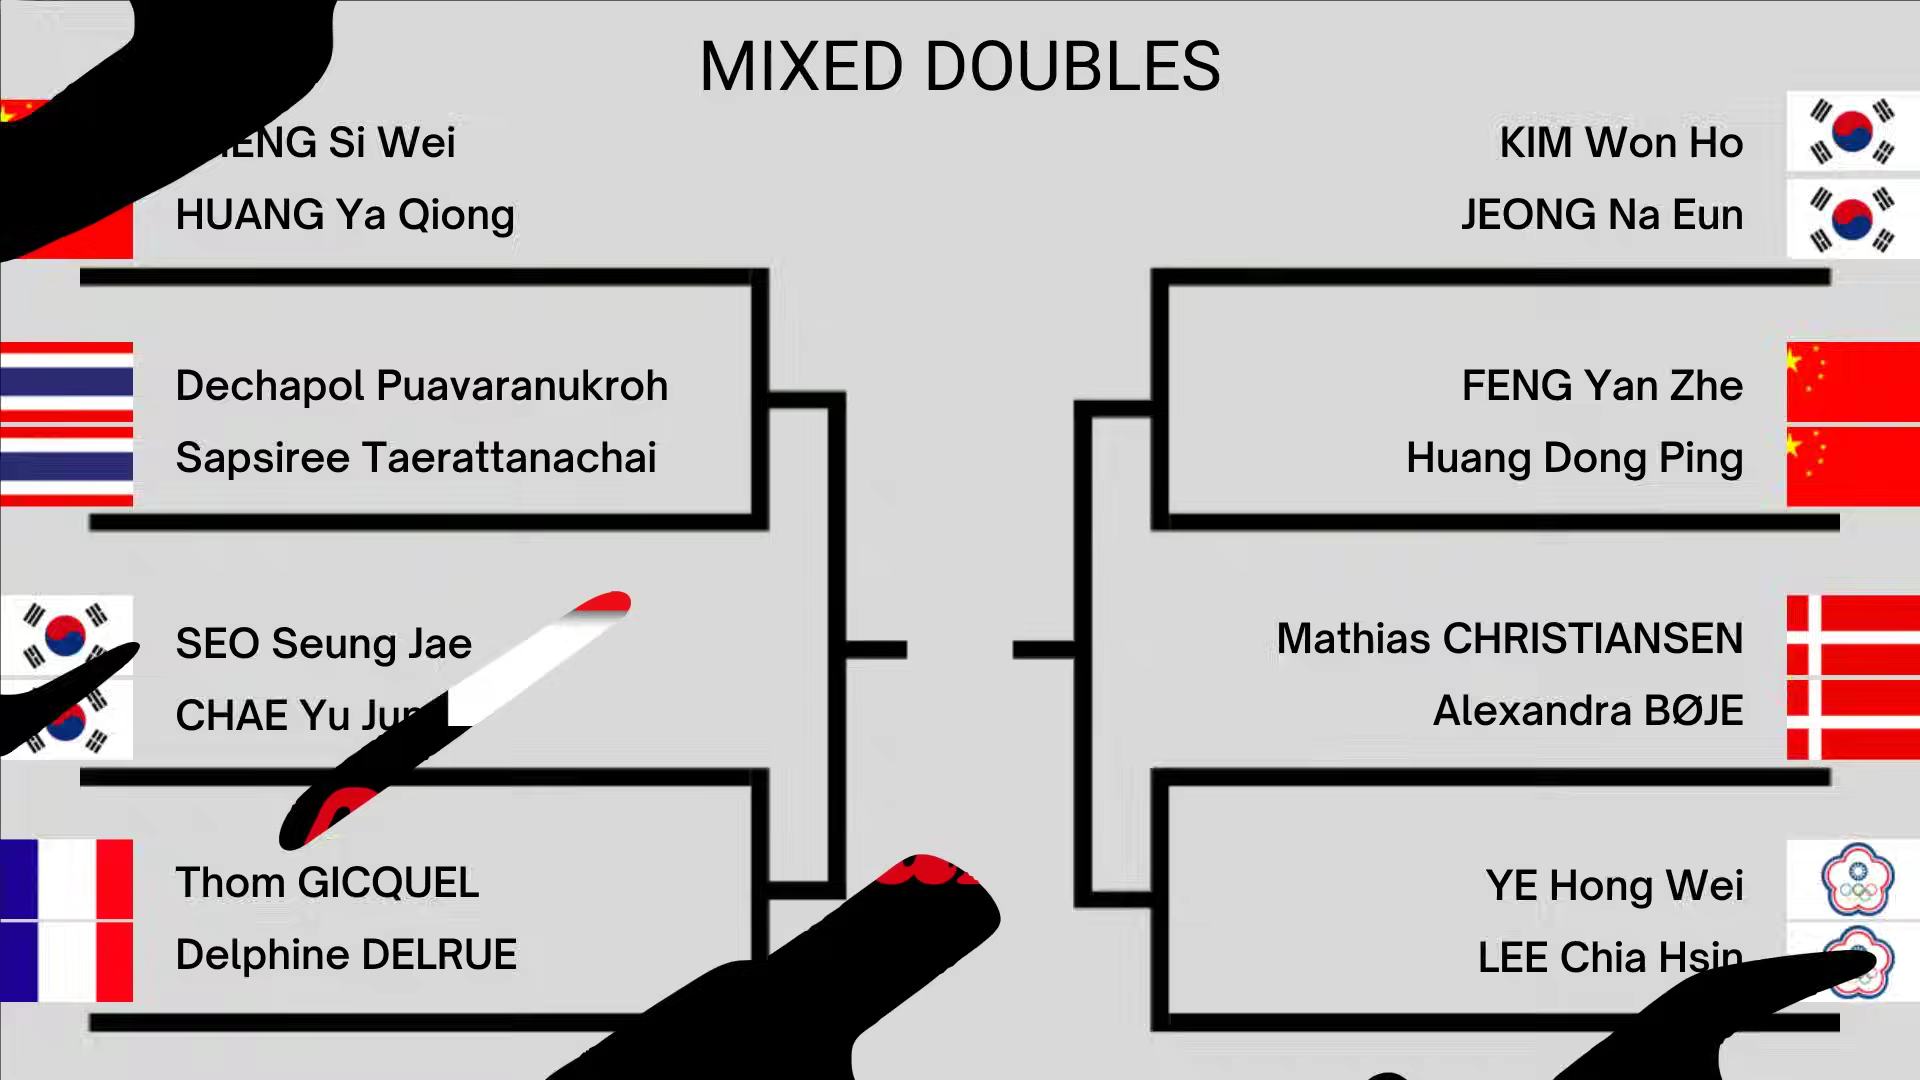 MIXED DOUBLES
Si Wei
HUANG Ya Qiong
Dechapol Puavaranukroh
Sapsiree Taerattanachai
SEO Seung Jae
CHAE Yu
Thom GICQUEL
Delphine DELRUE
KIM Won Ho
JEONG Na Eun
FENG Yan Zhe
Huang Dong Ping
Mathias CHRISTIANSEN
Alexandra BØJE
YE Hong Wei
LEE Chia Hsin